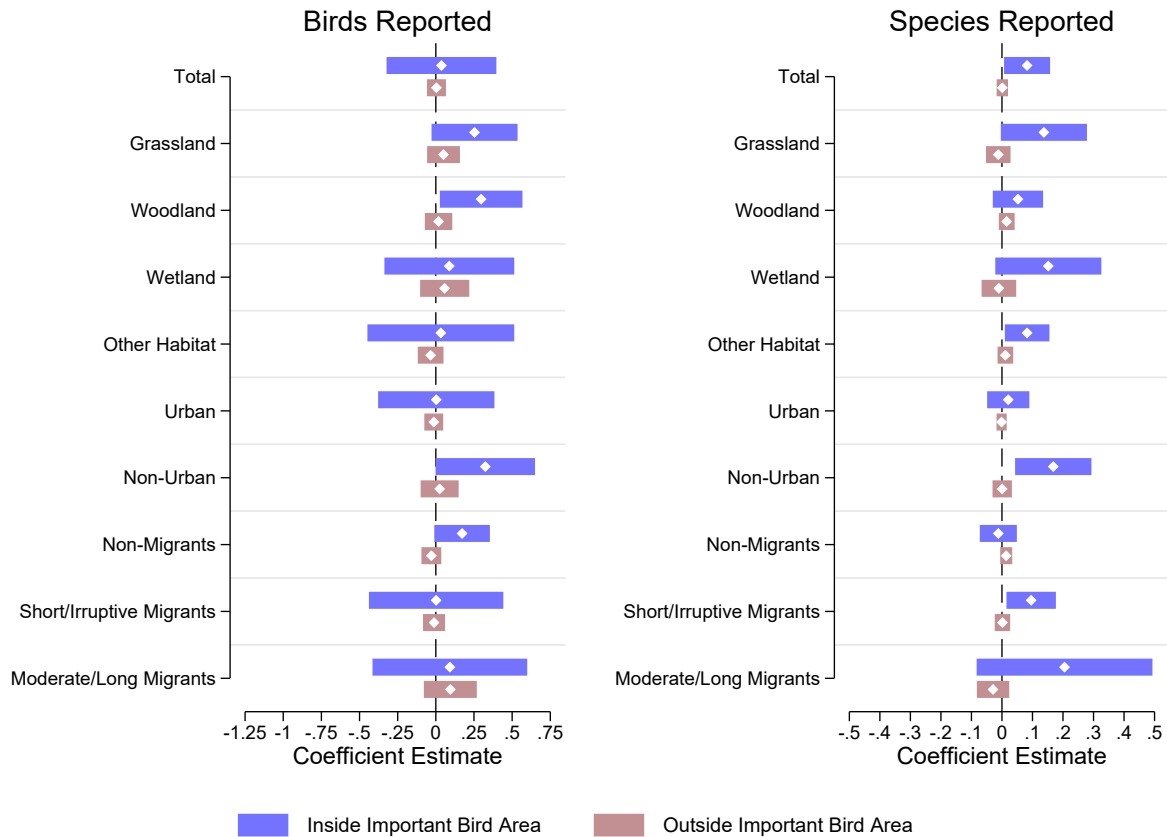 Birds Reported
Total
Grassland
Woodland
Wetland
Other Habitat
Urban
Non-Urban
Non-Migrants
Short/Irruptive Migrants
Moderate/Long Migrants
-1.25 -1 -.75 -.5 -.25 0 .25 .5 .75
Coefficient Estimate
Species Reported
Total
Grassland
Woodland
Wetland
Other Habitat
Urban
Non-Urban
Non-Migrants
Short/Irruptive Migrants
Moderate/Long Migrants
-.5 -.4 -.3 -.2 -.1 0 .1 .2 .3 .4 .5
Coefficient Estimate
Inside Important Bird Area Outside Important Bird Area